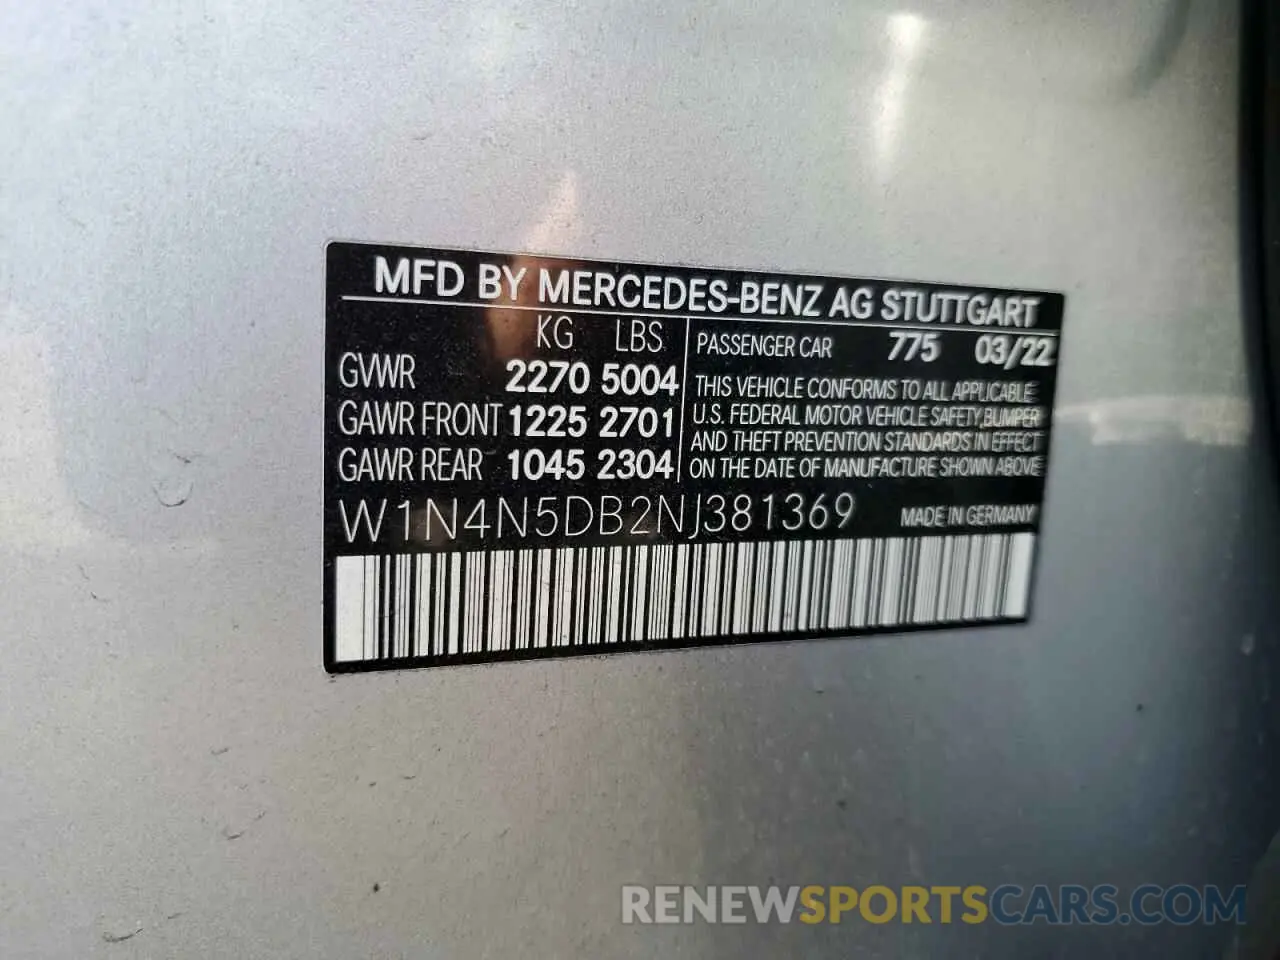 MFD BY MERCEDES-BENZ AG STUTTGART
KG LBS
GVWR 2270 5004
GAWR FRONT 1225 2701
GAWR REAR 1045 2304
PASSENGER CAR 775 03/22
THIS VEHICLE CONFORMS TO ALL APPLICABLE
U.S. FEDERAL MOTOR VEHICLE SAFETY, BUMPER
AND THEFT PREVENTION STANDARDS IN EFFECT
ON THE DATE OF MANUFACTURE SHOWN ABOVE
W1N4N5DB2NJ381369 MADE IN GERMANY
RENEWSPORTSCARS.COM